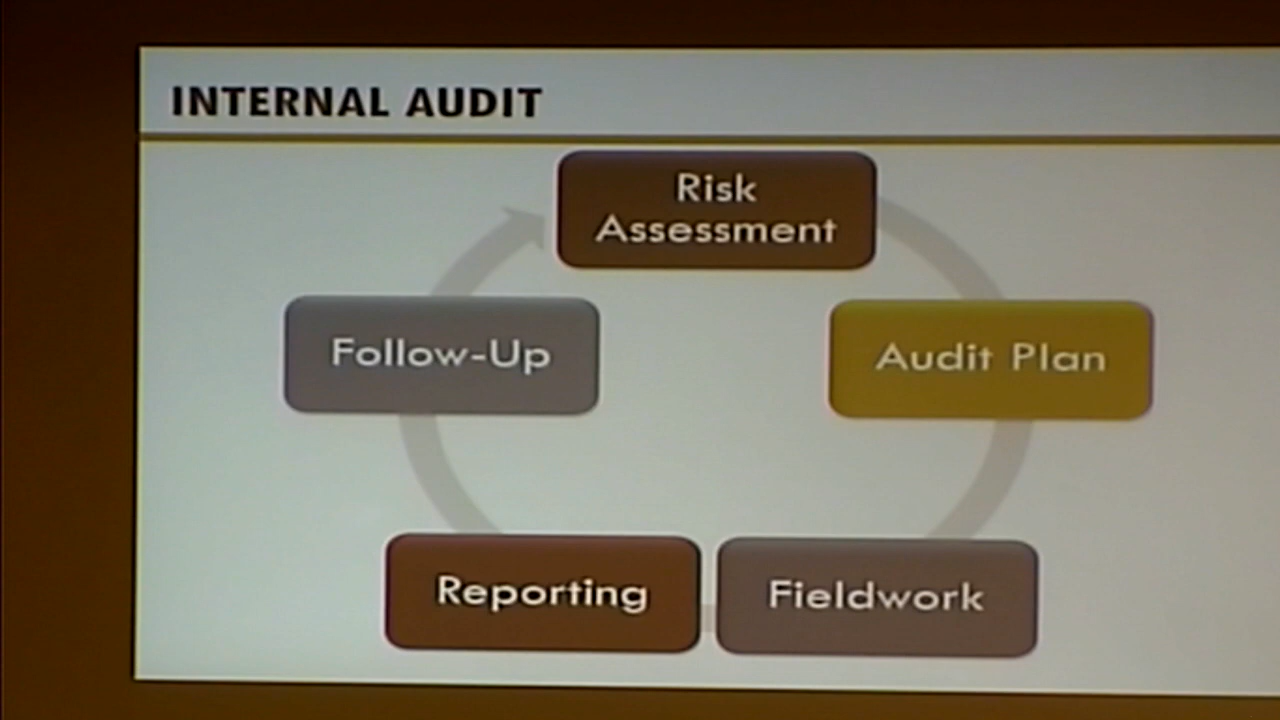 INTERNAL AUDIT
Risk
Assessment
Audit Plan
Fieldwork
Reporting
Follow-Up